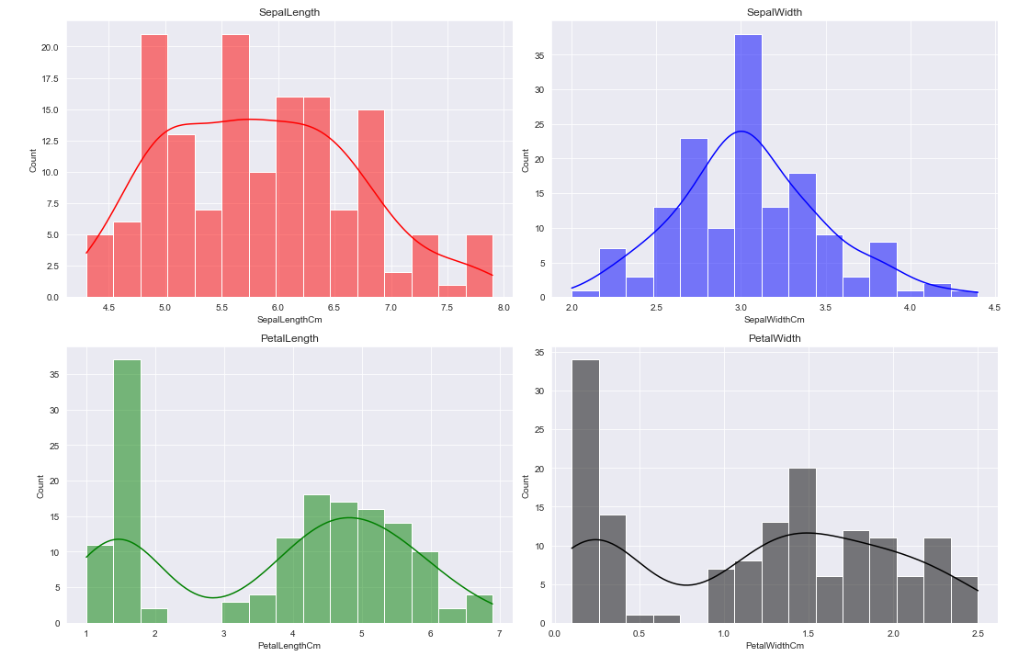 SepalLength
20.0
17.5
15.0
12.5
10.0
7.5
5.0
2.5
0.0
Count
4.5 5.0 5.5 6.0 6.5 7.0 7.5 8.0
SepalLengthCm
SepalWidth
35
30
25
20
15
10
5
0
Count
2.0 2.5 3.0 3.5 4.0 4.5
SepalWidthCm
PetalLength
35
30
25
20
15
10
5
0
Count
1 2 3 4 5 6 7
PetalLengthCm
PetalWidth
35
30
25
20
15
10
5
0
Count
0.0 0.5 1.0 1.5 2.0 2.5
PetalWidthCm